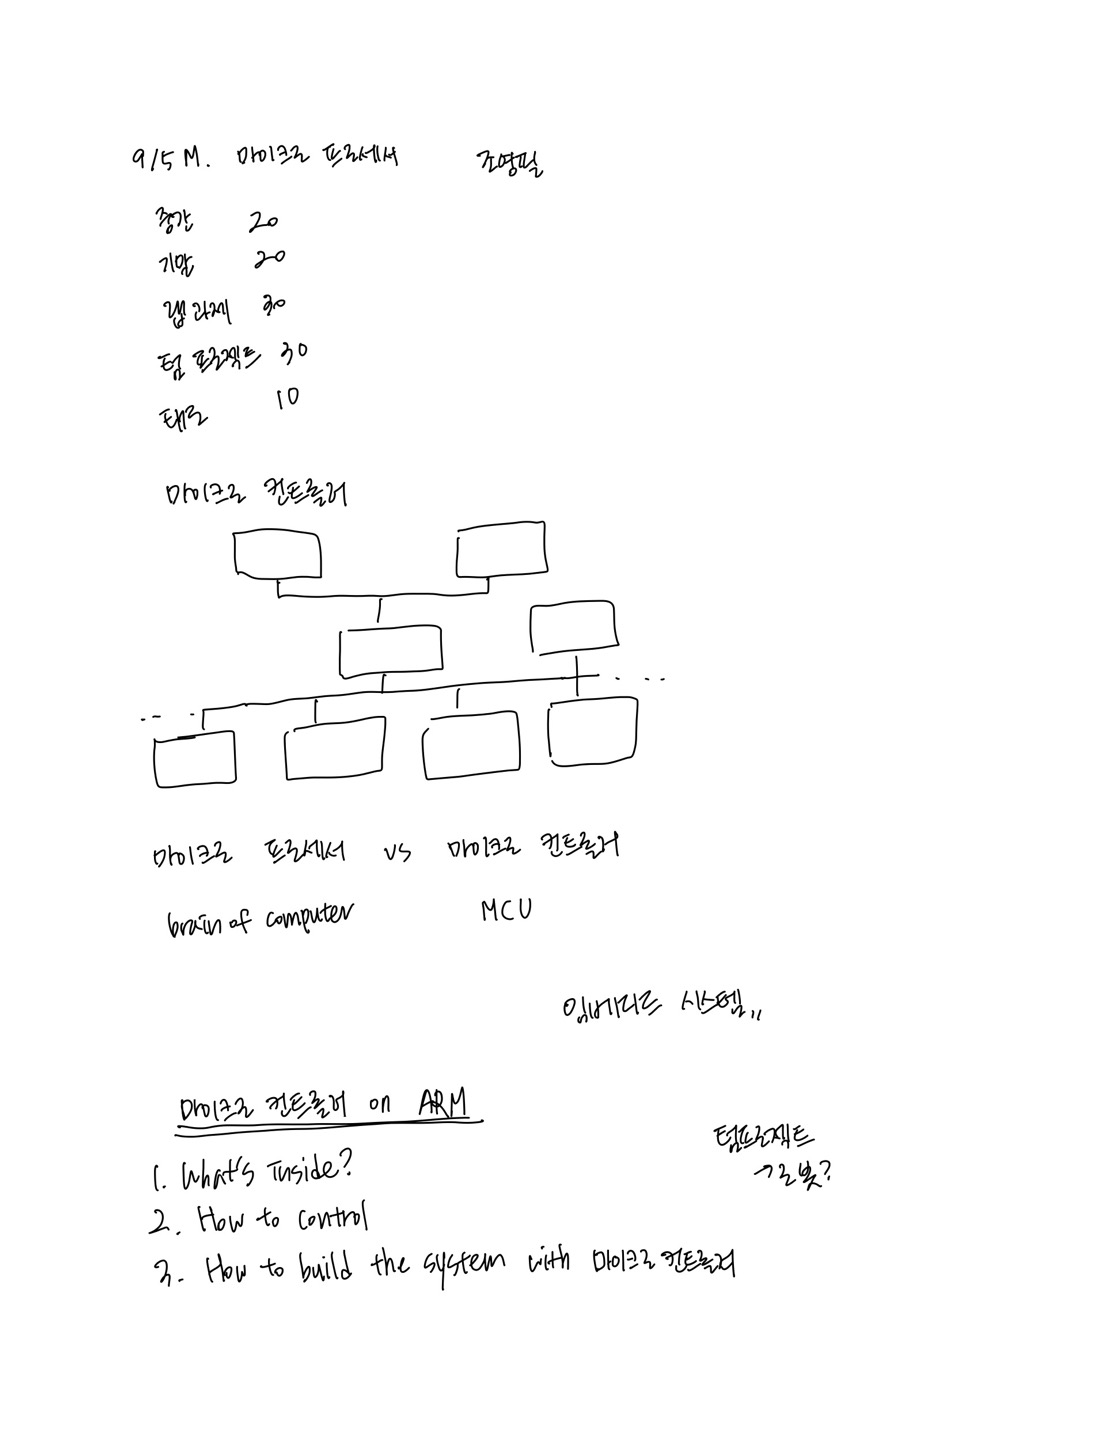 9/5 M. 마이크로 프로세서 조영필
중간 20
기말 20
랩 과제 30
텀 프로젝트 30
태도 10
마이크로 컨트롤러
마이크로 프로세서 vs 마이크로 컨트롤러
brain of computer MCU
임베디드 시스템,,
마이크로 컨트롤러 on ARM
텀프로젝트
1. What's Inside?
로봇?
2. How to control
3. How to build the system with 마이크로 컨트롤러